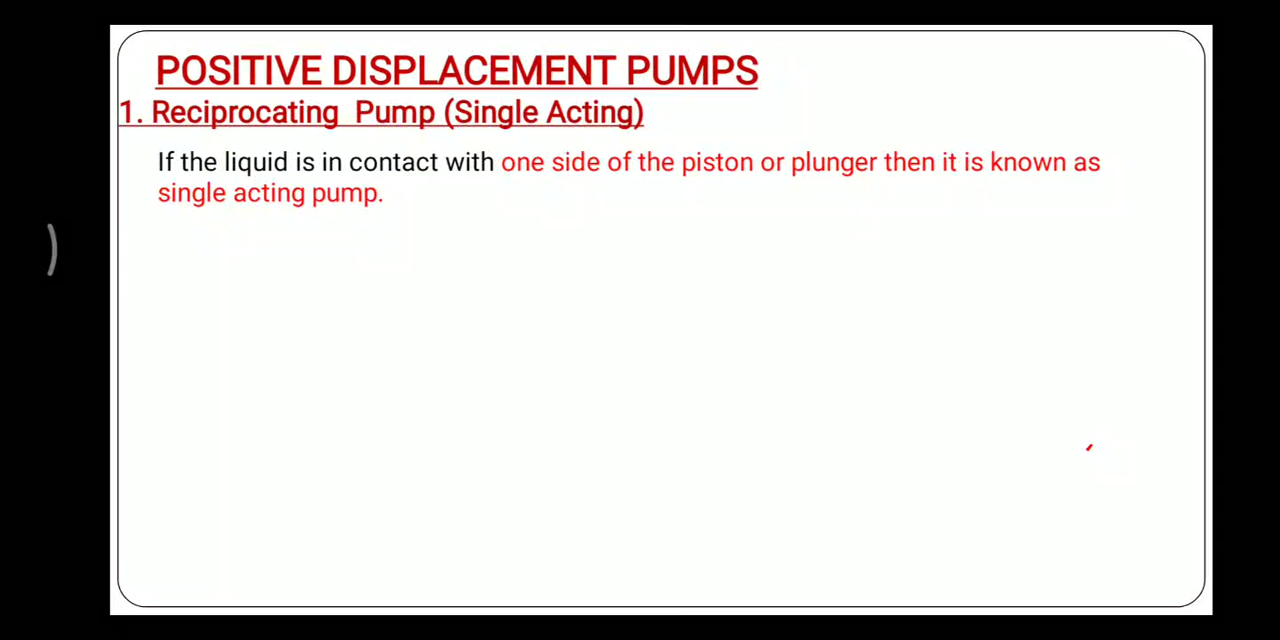 POSITIVE DISPLACEMENT PUMPS
1. Reciprocating  Pump (Single Acting)
If the liquid is in contact with one side of the piston or plunger then it is known as
single acting pump.